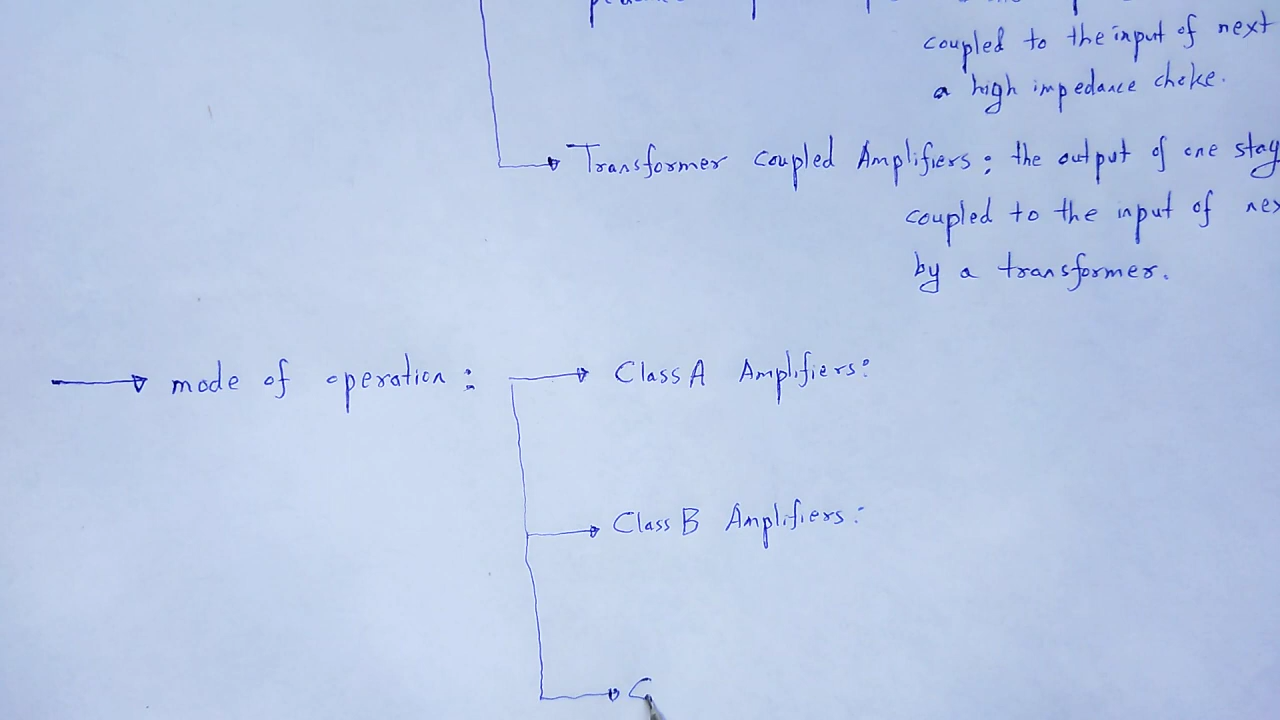 coupled to the input of next
a high impedance choke.
Transformer Coupled Amplifiers: the output of one stag
coupled to the input of nex
by a transformer.
mode of operation:
Class A Amplifiers:
Class B Amplifiers:
C